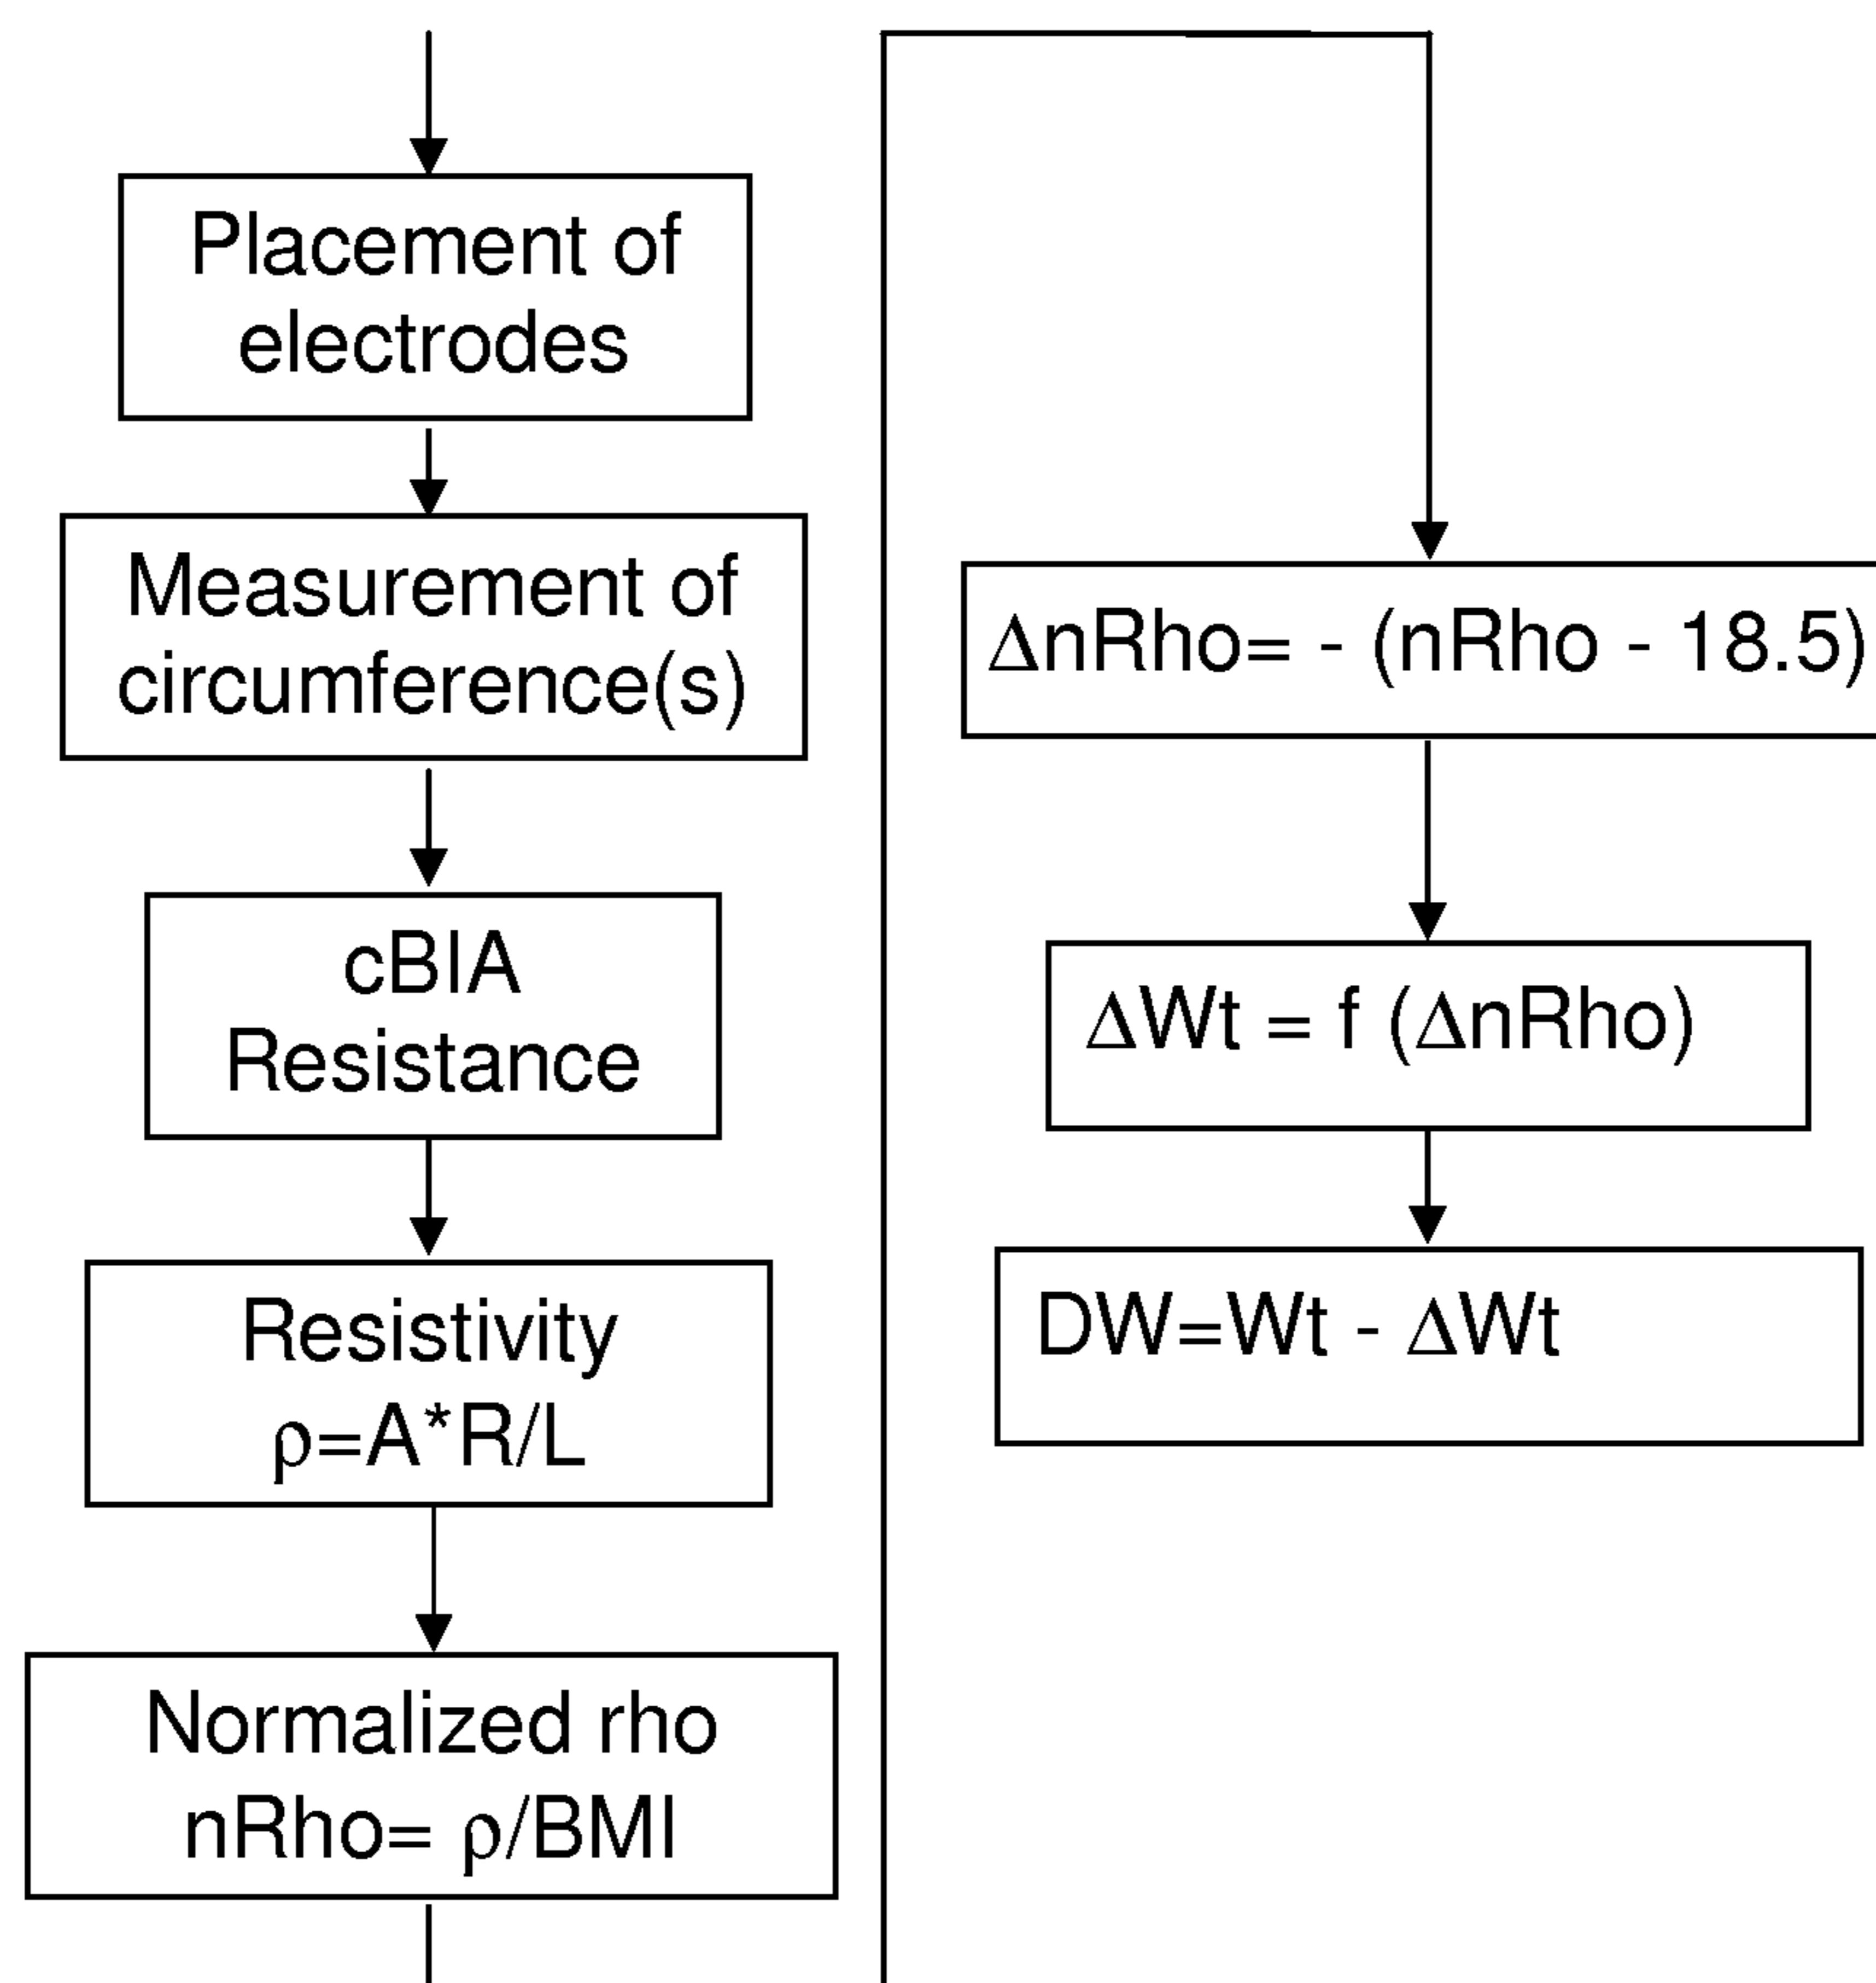 Placement of
electrodes
Measurement of
circumference(s)
cBIA
Resistance
Resistivity
ρ=A*R/L
Normalized rho
nRho= ρ/BMI
ΔnRho= - (nRho - 18.5)
ΔWt = f (ΔnRho)
DW=Wt - ΔWt